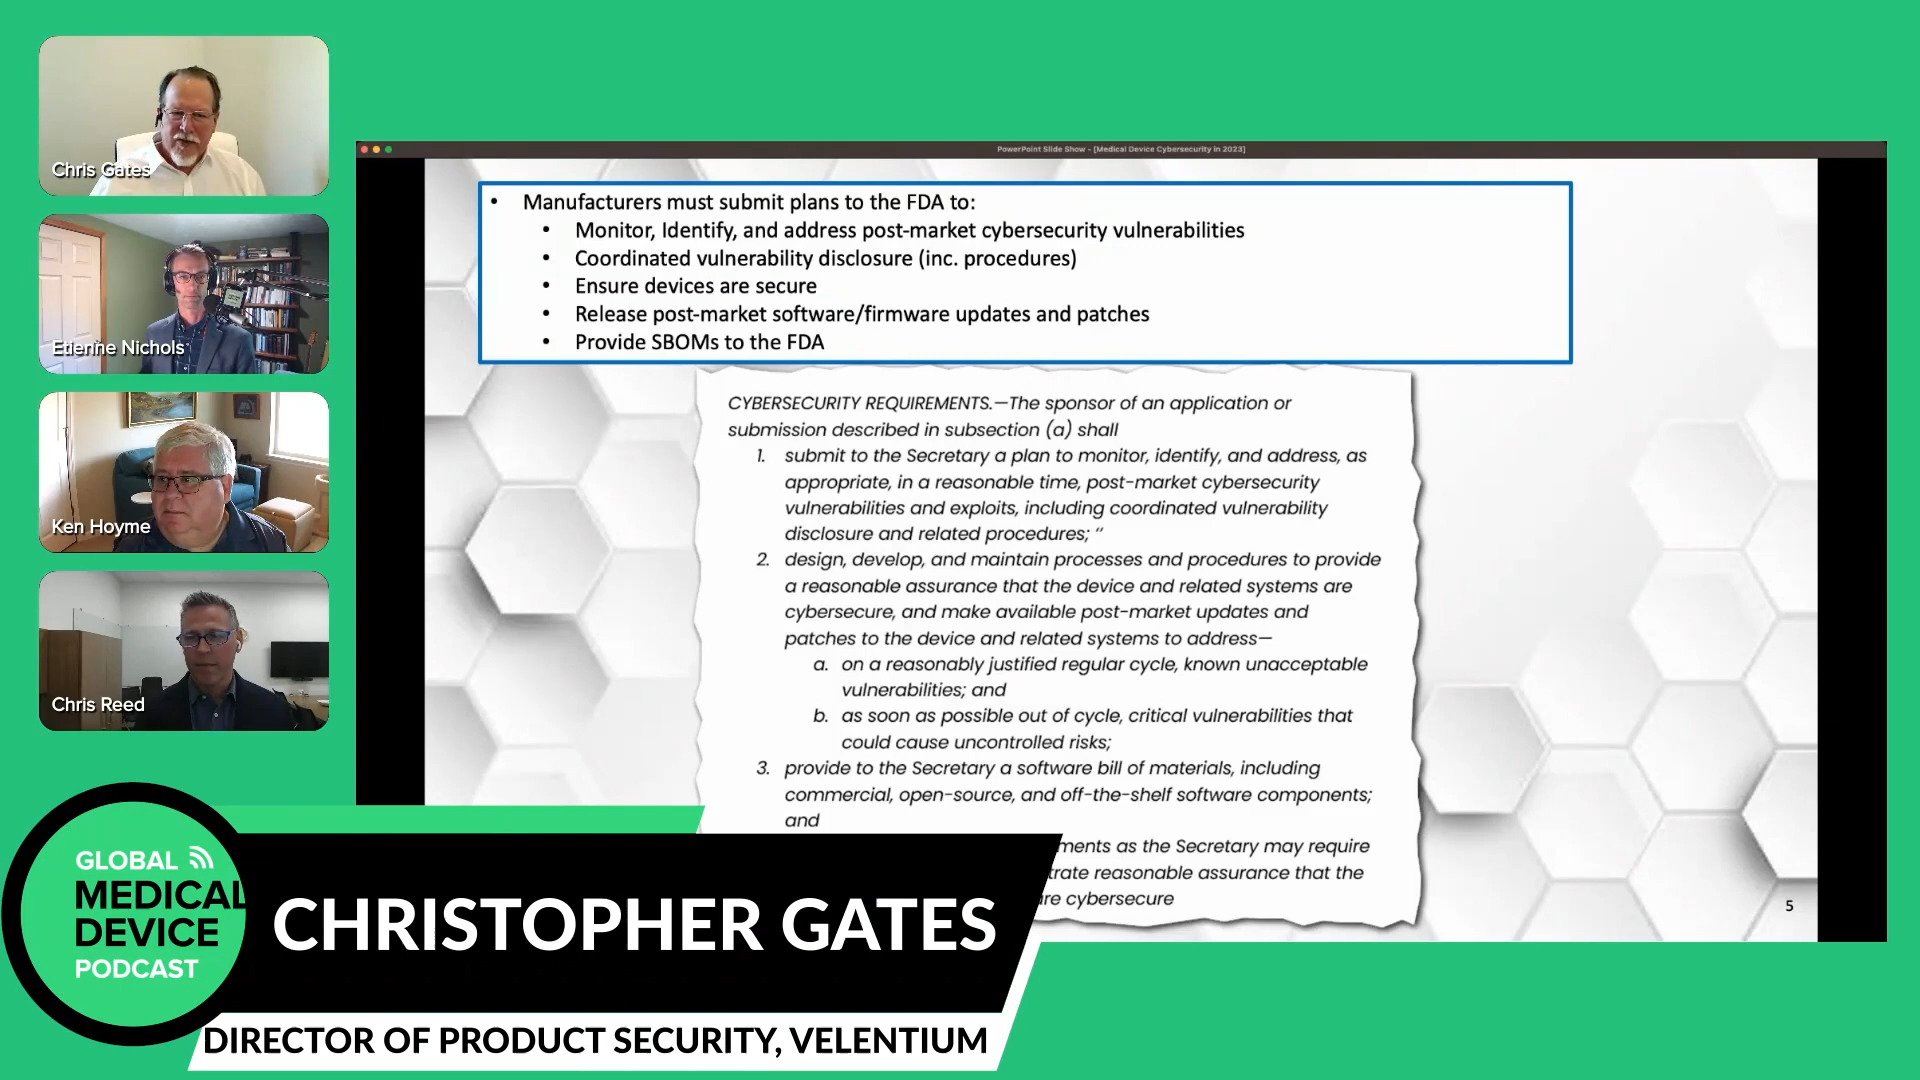 Chris Gates
Etienne Nichols
Ken Hoyme
Chris Reed
PowerPoint Slide Show - [Medical Device Cybersecurity in 2023]
• Manufacturers must submit plans to the FDA to:
• Monitor, Identify, and address post-market cybersecurity vulnerabilities
• Coordinated vulnerability disclosure (inc. procedures)
• Ensure devices are secure
• Release post-market software/firmware updates and patches
• Provide SBOMs to the FDA
CYBERSECURITY REQUIREMENTS.—The sponsor of an application or
submission described in subsection (a) shall
1. submit to the Secretary a plan to monitor, identify, and address, as
appropriate, in a reasonable time, post-market cybersecurity
vulnerabilities and exploits, including coordinated vulnerability
disclosure and related procedures; “
2. design, develop, and maintain processes and procedures to provide
a reasonable assurance that the device and related systems are
cybersecure, and make available post-market updates and
patches to the device and related systems to address—
a. on a reasonably justified regular cycle, known unacceptable
vulnerabilities; and
b. as soon as possible out of cycle, critical vulnerabilities that
could cause uncontrolled risks;
3. provide to the Secretary a software bill of materials, including
commercial, open-source, and off-the-shelf software components;
and
as the Secretary may require
reasonable assurance that the
cybersecure
5
GLOBAL
MEDICAL
DEVICE
PODCAST
CHRISTOPHER GATES
DIRECTOR OF PRODUCT SECURITY, VELENTIUM